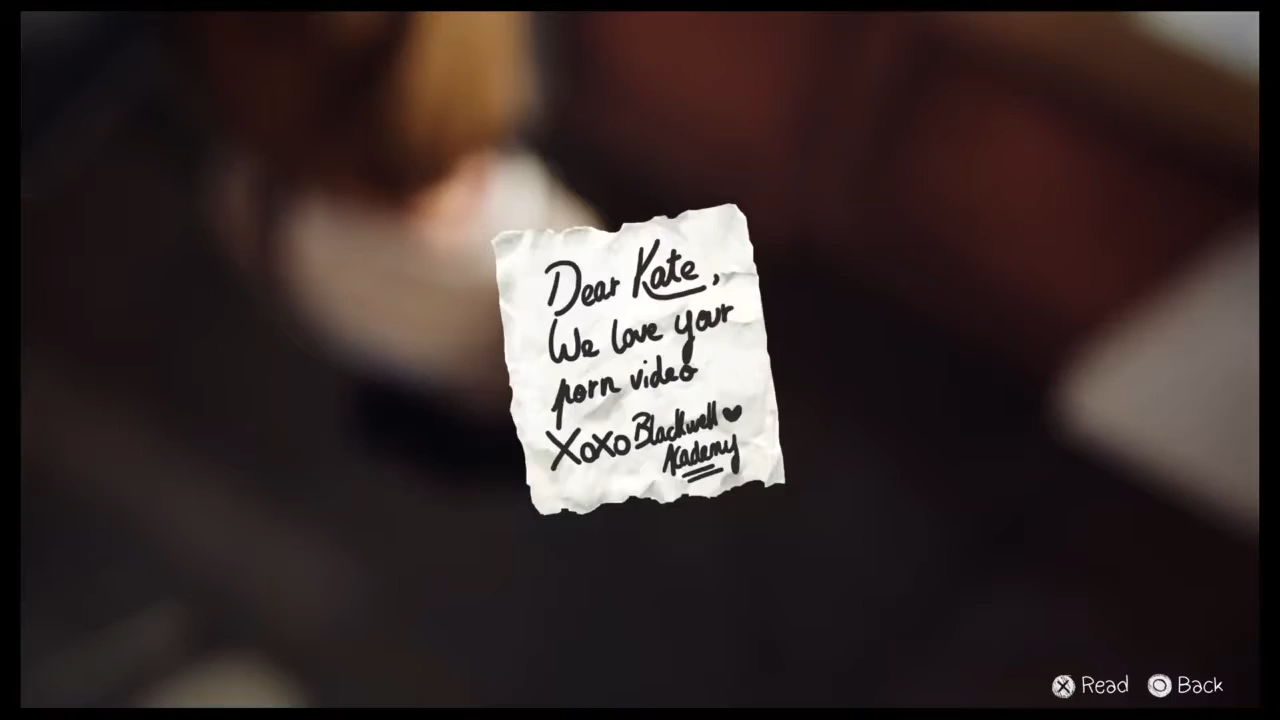 Dear Kate,
We love your
porn video
XoXo Blackwell
Academy
Read Back